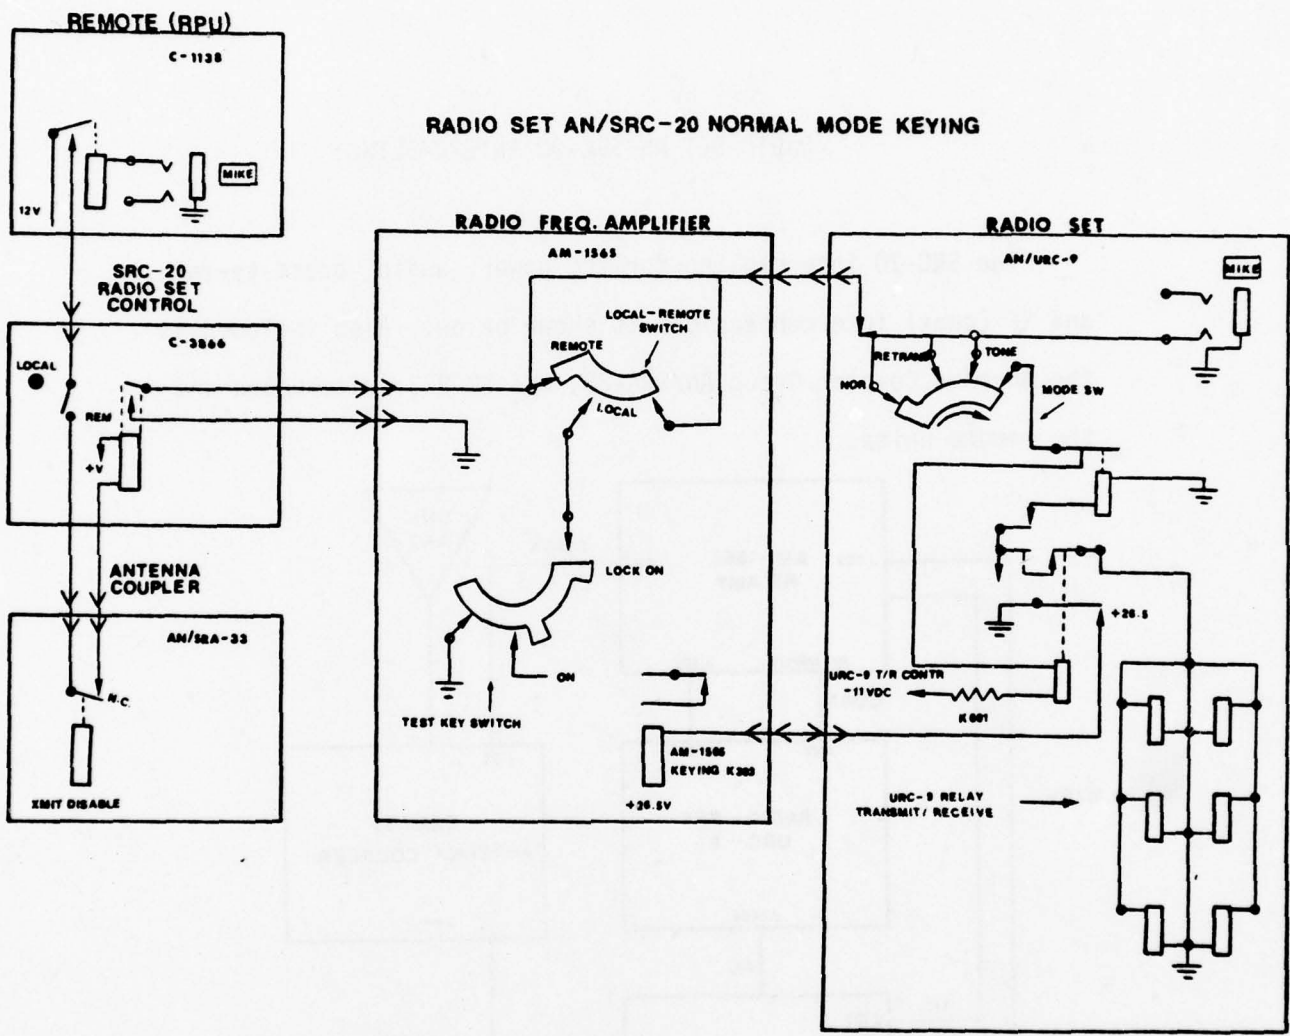 REMOTE (RPU)
C-1138
MIKE
12V
RADIO SET AN/SRC-20 NORMAL MODE KEYING
SRC-20
RADIO SET
CONTROL
C-3866
LOCAL
REM
+V
ANTENNA
COUPLER
AN/SRA-33
N.C.
XMIT DISABLE
RADIO FREQ. AMPLIFIER
AM-1565
LOCAL-REMOTE
SWITCH
REMOTE
LOCAL
LOCK ON
ON
TEST KEY SWITCH
AM-1565
KEYING K303
+26.5V
RADIO SET
AN/URC-9
MIKE
RETRANS
TONE
NOR
MODE SW
+26.5
URC-9 T/R CONTR
-11VDC
K601
URC-9 RELAY
TRANSMIT/ RECEIVE